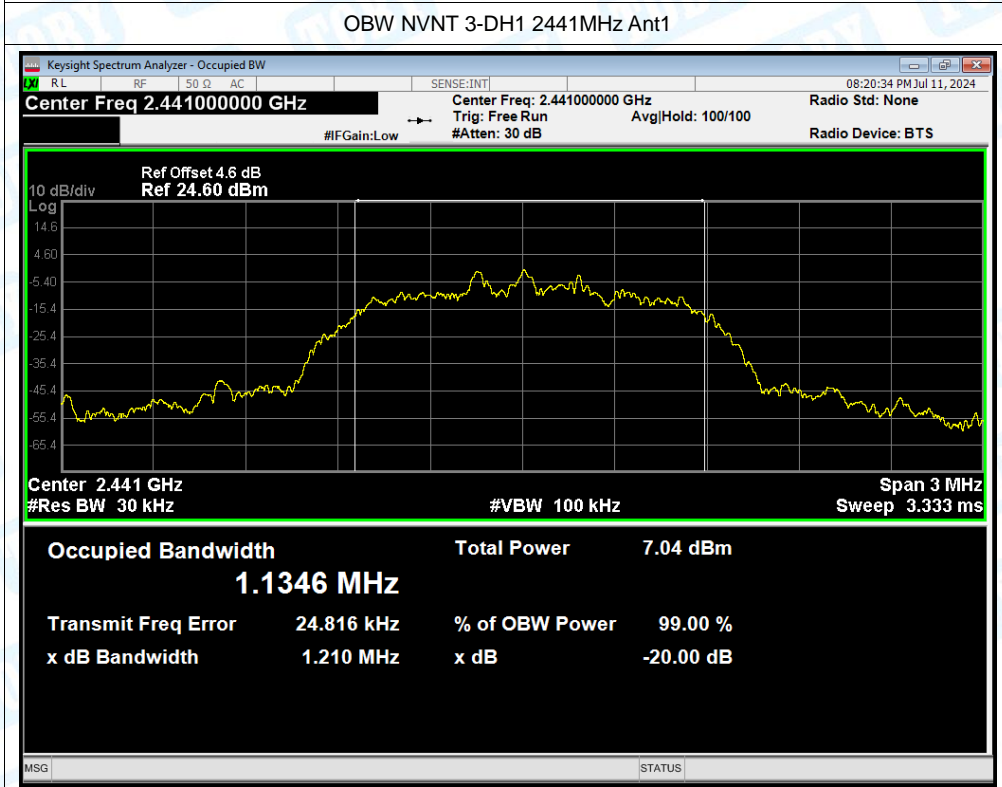 OBW NVNT 3-DH1 2441MHz Ant1
Keysight Spectrum Analyzer - Occupied BW
LXI RL RF 50 Ω AC SENSE:INT 08:20:34 PM Jul 11, 2024
Center Freq 2.441000000 GHz Center Freq: 2.441000000 GHz Radio Std: None
Trig: Free Run Avg|Hold: 100/100
#IFGain:Low #Atten: 30 dB Radio Device: BTS
Ref Offset 4.6 dB
10 dB/div Ref 24.60 dBm
Log
14.6
4.60
-5.40
-15.4
-25.4
-35.4
-45.4
-55.4
-65.4
Center 2.441 GHz Span 3 MHz
#Res BW 30 kHz #VBW 100 kHz Sweep 3.333 ms
Occupied Bandwidth Total Power 7.04 dBm
1.1346 MHz
Transmit Freq Error 24.816 kHz % of OBW Power 99.00 %
x dB Bandwidth 1.210 MHz x dB -20.00 dB
MSG STATUS